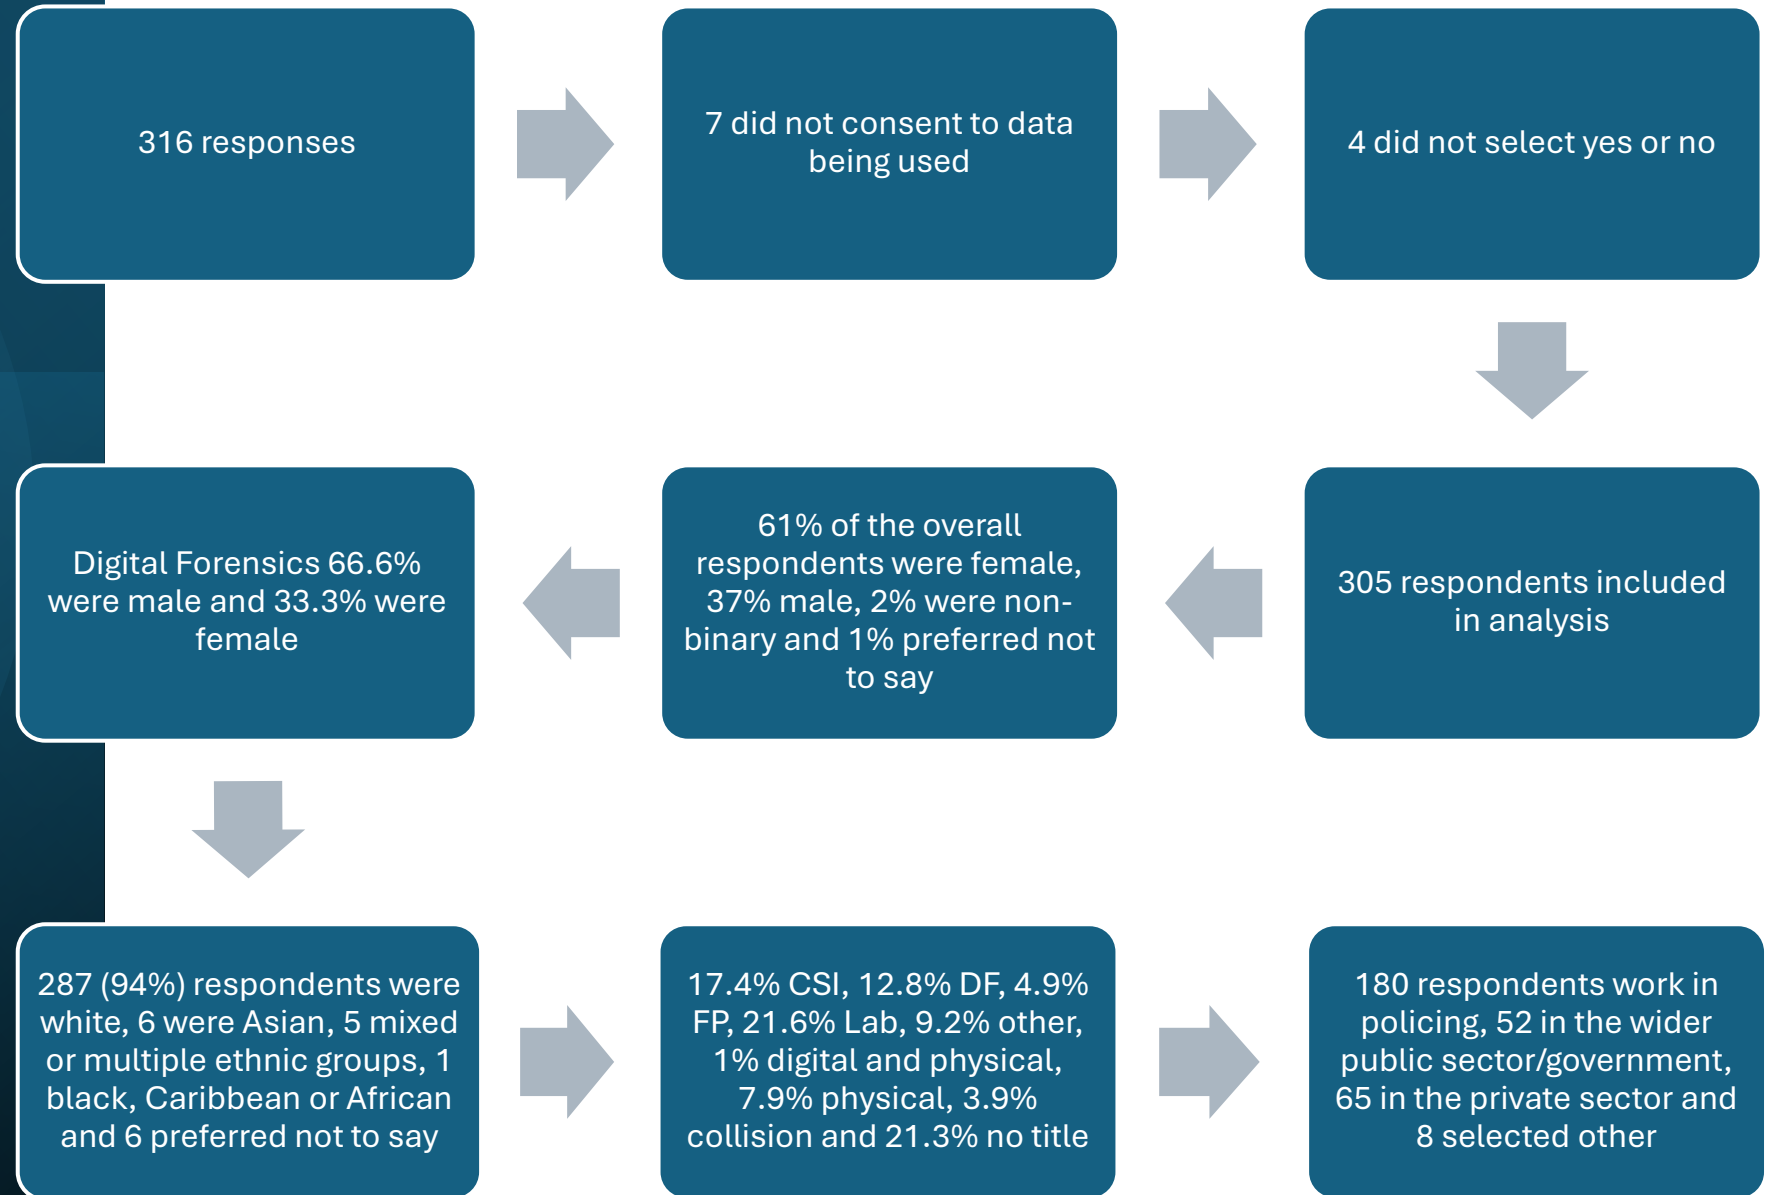 316 responses
7 did not consent to data
being used
4 did not select yes or no
305 respondents included
in analysis
61% of the overall
respondents were female,
37% male, 2% were non-
binary and 1% preferred not
to say
Digital Forensics 66.6%
were male and 33.3% were
female
287 (94%) respondents were
white, 6 were Asian, 5 mixed
or multiple ethnic groups, 1
black, Caribbean or African
and 6 preferred not to say
17.4% CSI, 12.8% DF, 4.9%
FP, 21.6% Lab, 9.2% other,
1% digital and physical,
7.9% physical, 3.9%
collision and 21.3% no title
180 respondents work in
policing, 52 in the wider
public sector/government,
65 in the private sector and
8 selected other